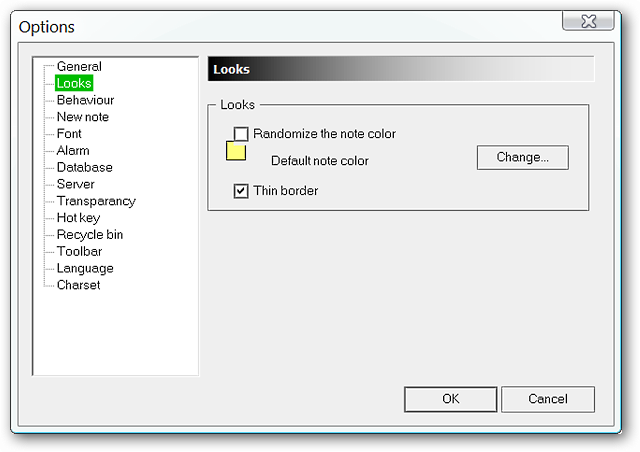 Options
General
Looks
Behaviour
New note
Font
Alarm
Database
Server
Transparancy
Hot key
Recycle bin
Toolbar
Language
Charset
Looks
Looks
Randomize the note color
Default note color
Change...
Thin border
OK
Cancel